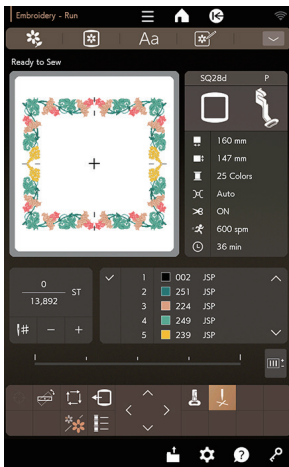 Embroidery - Run
Aa
Ready to Sew
SQ28d P
160 mm
147 mm
25 Colors
Auto
ON
600 spm
36 min
0
13,892
ST
# - +
1 002 JSP
2 251 JSP
3 224 JSP
4 249 JSP
5 239 JSP
?